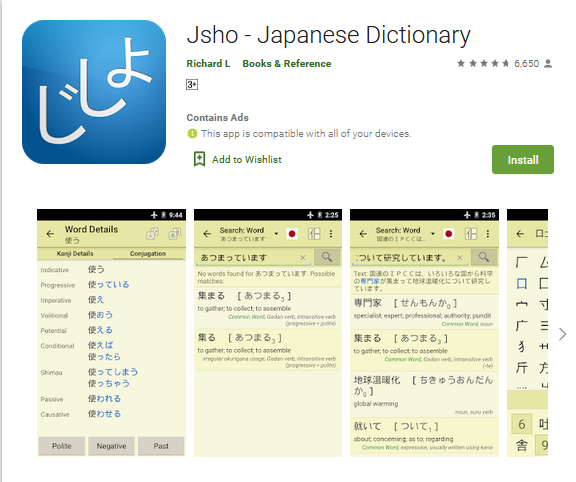 じしょ
Jsho - Japanese Dictionary
Richard L Books & Reference 6,650
3+
Contains Ads
This app is compatible with all of your devices.
Add to Wishlist
Install
9:44
Word Details
使う
Kanji Details Conjugation
Indicative 使う
Progressive 使っている
Imperative 使え
Volitional 使おう
Potential 使える
Conditional 使えば
使ったら
Shimau 使ってしまう
使っちゃう
Passive 使われる
Causative 使わせる
Polite Negative Past
2:25
Search: Word
あつまっています
あつまっています
No words found for あつまっています. Possible
matches:
集まる [ あつまる3 ]
to gather; to collect; to assemble
Common Word, Godan verb, intransitive verb
(progressive + polite)
集る [ あつまる3 ]
to gather; to collect; to assemble
irregular okurigana usage, Godan verb, intransitive verb
(progressive + polite)
2:35
Search: Word
国連のＩＰＣＣは…
ついて研究しています。
Text: 国連のＩＰＣＣは、いろいろな国から科学
の専門家が集まって地球温暖化について研究して
います。
専門家 [ せんもんか0 ]
specialist; expert; professional; authority; pundit
Common Word, noun
集まる [ あつまる3 ]
to gather; to collect; to assemble
Common Word, Godan verb, intransitive verb
(-te)
地球温暖化 [ ちきゅうおんだん
か0 ]
global warming
noun, suru verb
就いて [ ついて1 ]
about; concerning; as to; regarding
Common Word, expression, usually written using kana
厂
口
宀 寸
广 三
犭
斤 方
6 吐
舎 9